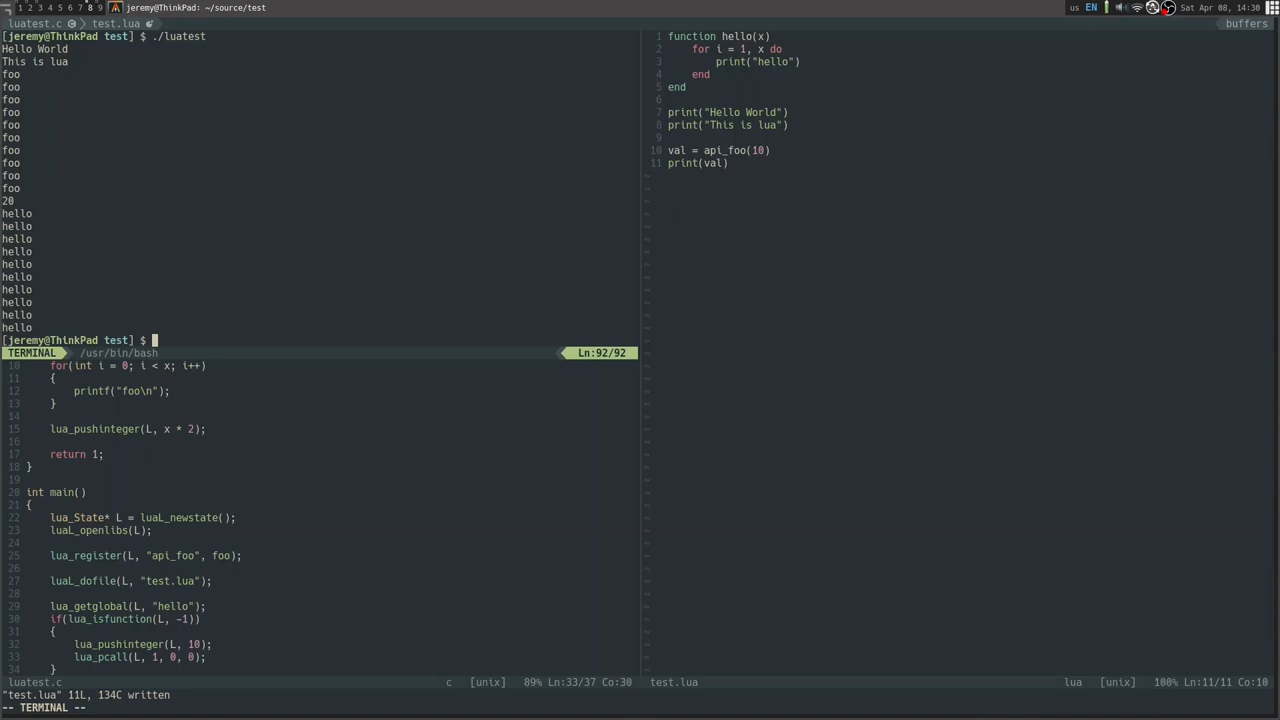 1 2 3 4 5 6 7 8 9 jeremy@ThinkPad: ~/source/test us EN Sat Apr 08, 14:30
luatest.c test.lua buffers
[jeremy@ThinkPad test] $ ./luatest
Hello World
This is lua
foo
foo
foo
foo
foo
foo
foo
foo
foo
foo
20
hello
hello
hello
hello
hello
hello
hello
hello
hello
hello
[jeremy@ThinkPad test] $
TERMINAL /usr/bin/bash Ln:92/92
10 for(int i = 0; i < x; i++)
11 {
12 printf("foo\n");
13 }
14
15 lua_pushinteger(L, x * 2);
16
17 return 1;
18 }
19
20 int main()
21 {
22 lua_State* L = luaL_newstate();
23 luaL_openlibs(L);
24
25 lua_register(L, "api_foo", foo);
26
27 luaL_dofile(L, "test.lua");
28
29 lua_getglobal(L, "hello");
30 if(lua_isfunction(L, -1))
31 {
32 lua_pushinteger(L, 10);
33 lua_pcall(L, 1, 0, 0);
34 }
luatest.c c [unix] 89% Ln:33/37 Co:30
1 function hello(x)
2 for i = 1, x do
3 print("hello")
4 end
5 end
6
7 print("Hello World")
8 print("This is lua")
9
10 val = api_foo(10)
11 print(val)
test.lua lua [unix] 100% Ln:11/11 Co:10
"test.lua" 11L, 134C written
-- TERMINAL --